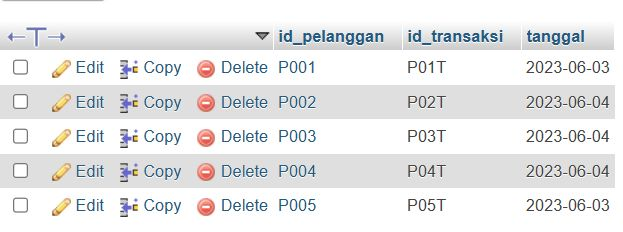 id_pelanggan id_transaksi tanggal
Edit Copy Delete P001 P01T 2023-06-03
Edit Copy Delete P002 P02T 2023-06-04
Edit Copy Delete P003 P03T 2023-06-04
Edit Copy Delete P004 P04T 2023-06-04
Edit Copy Delete P005 P05T 2023-06-03